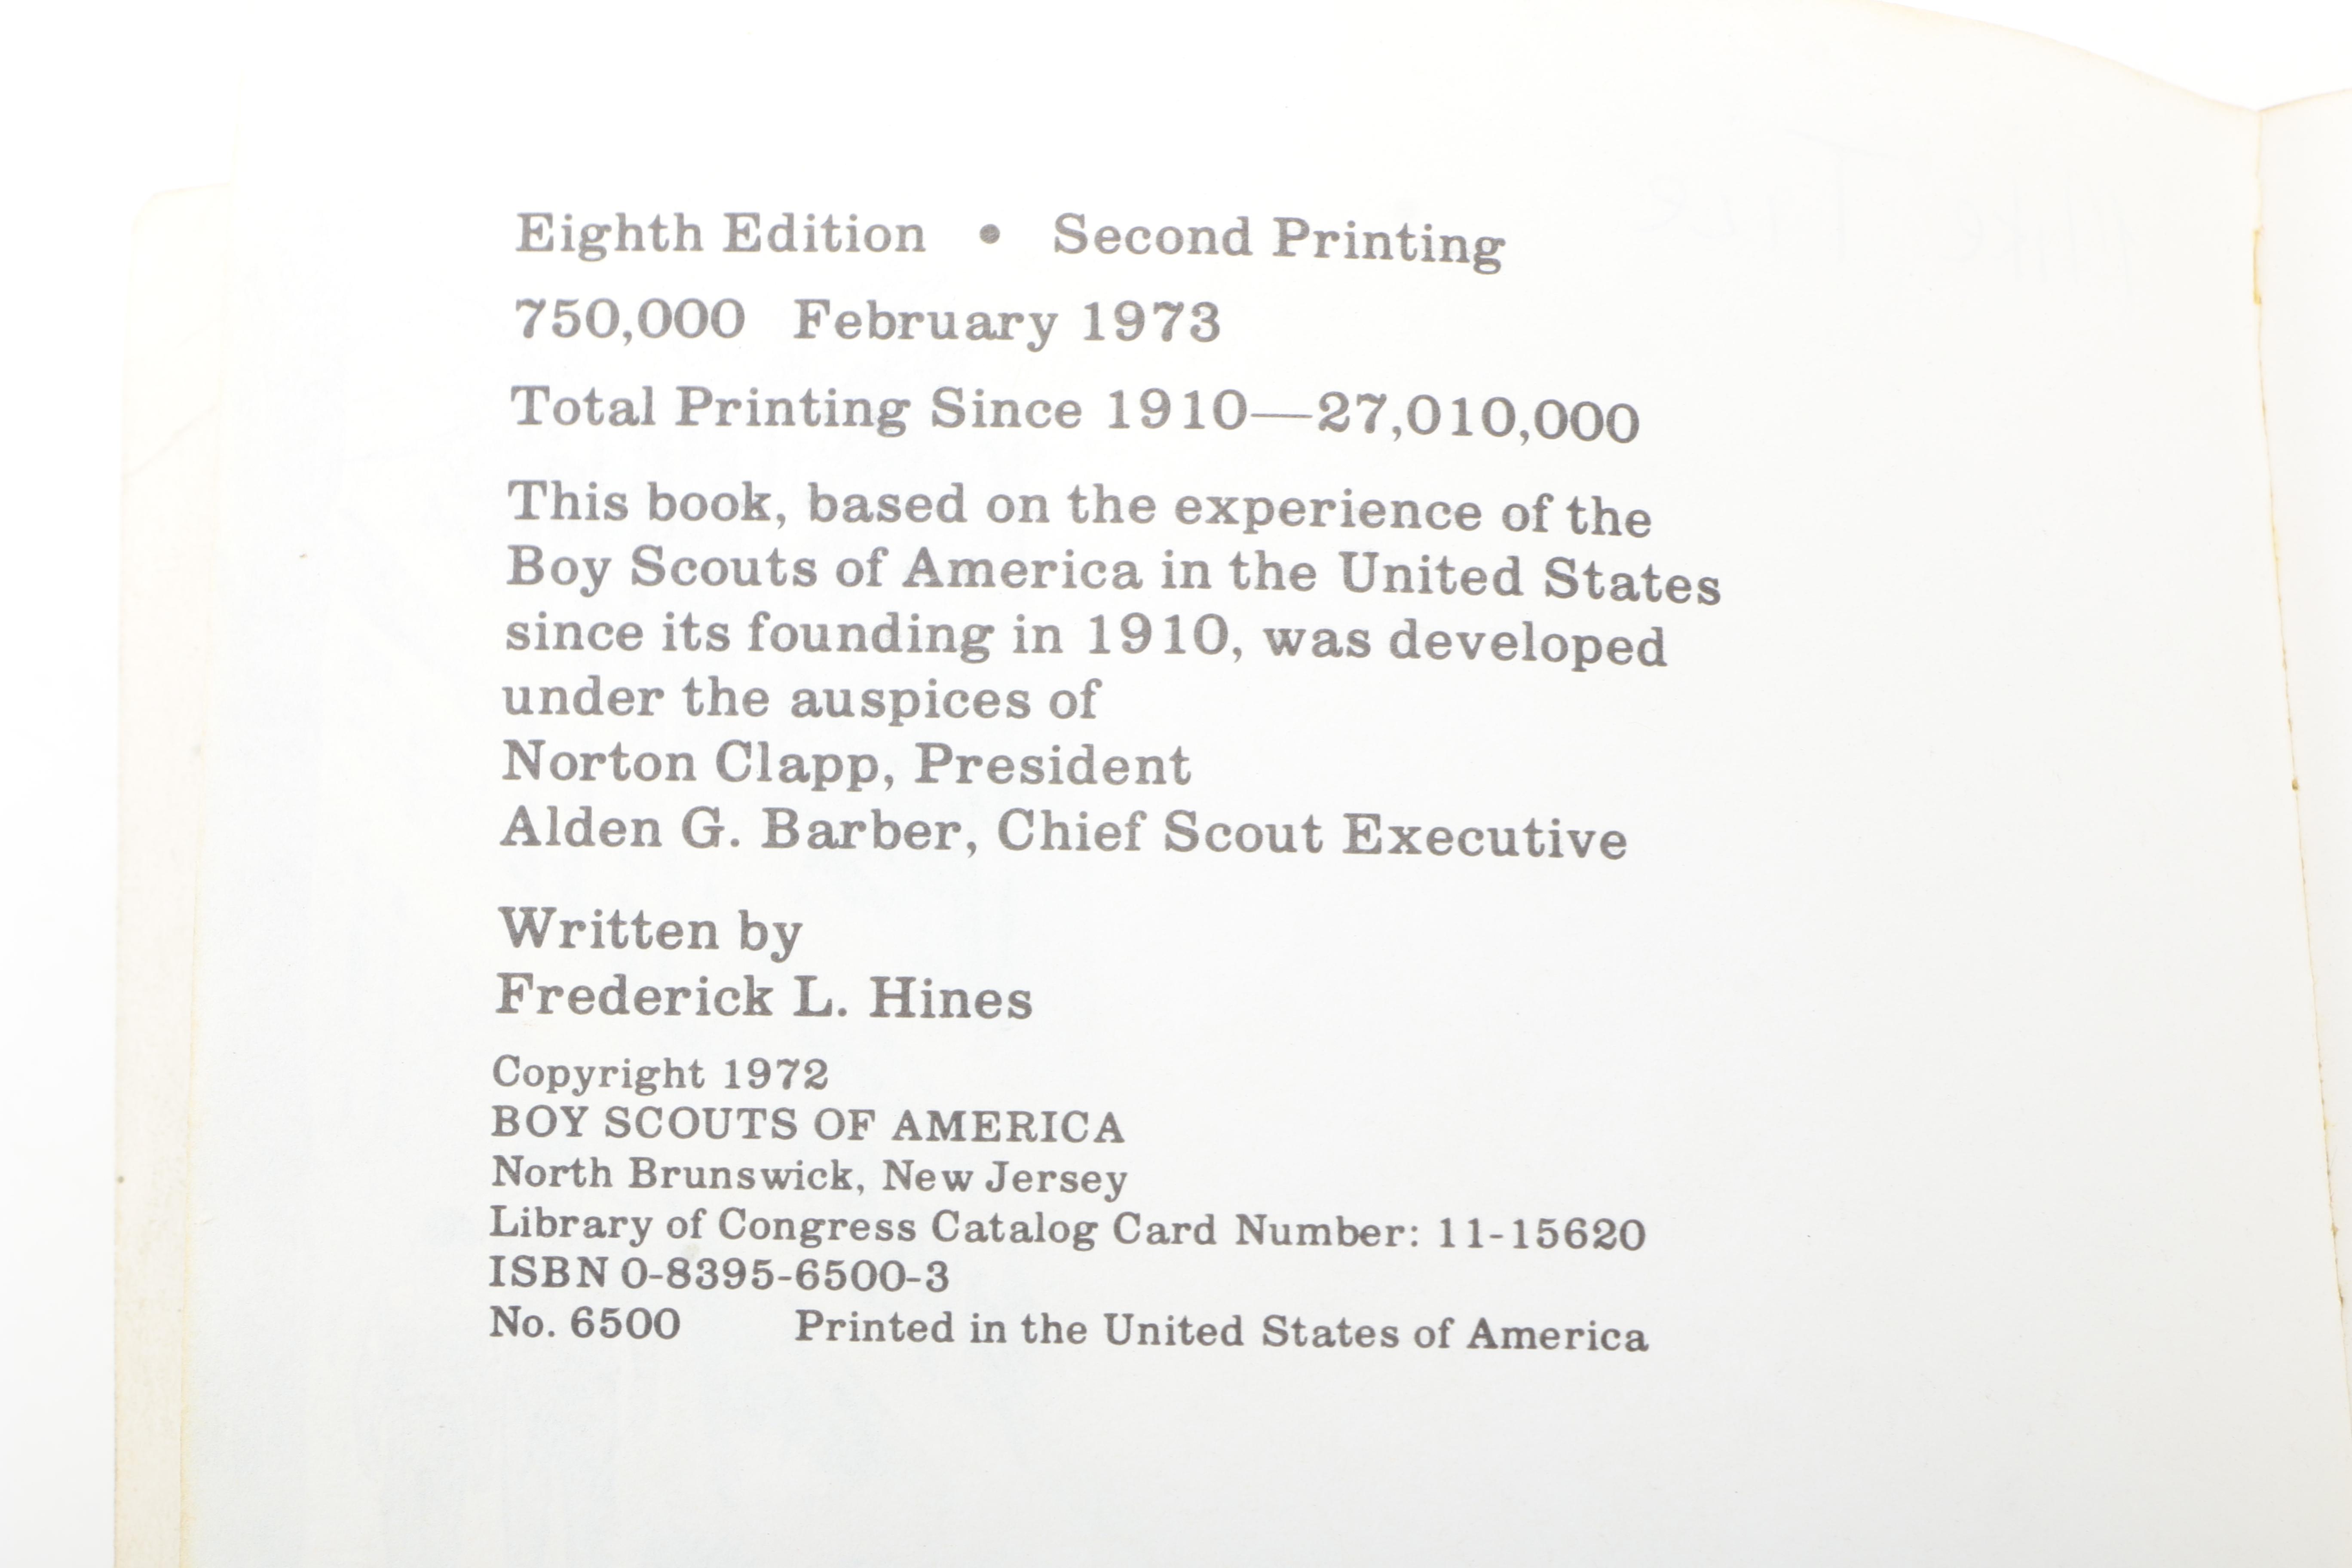 Eighth Edition • Second Printing
750,000 February 1973
Total Printing Since 1910—27,010,000
This book, based on the experience of the
Boy Scouts of America in the United States
since its founding in 1910, was developed
under the auspices of
Norton Clapp, President
Alden G. Barber, Chief Scout Executive
Written by
Frederick L. Hines
Copyright 1972
BOY SCOUTS OF AMERICA
North Brunswick, New Jersey
Library of Congress Catalog Card Number: 11-15620
ISBN 0-8395-6500-3
No. 6500 Printed in the United States of America